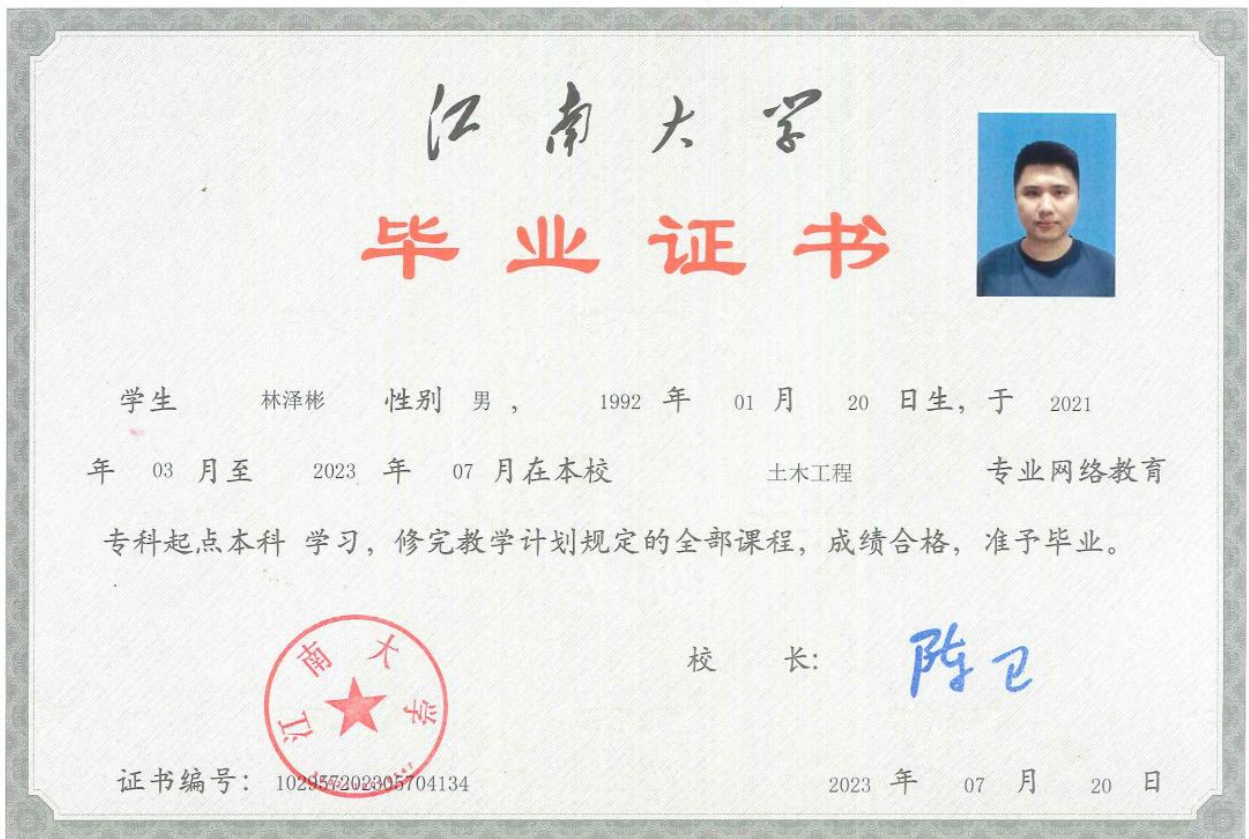 江南大学
毕业证书
学生 林泽彬 性别 男 , 1992 年 01 月 20 日生, 于 2021
年 03 月至 2023 年 07 月在本校 土木工程 专业网络教育
专科起点本科 学习, 修完教学计划规定的全部课程, 成绩合格, 准予毕业。
江南大学
校 长: 陈卫
证书编号: 102957202305704134
2023 年 07 月 20 日